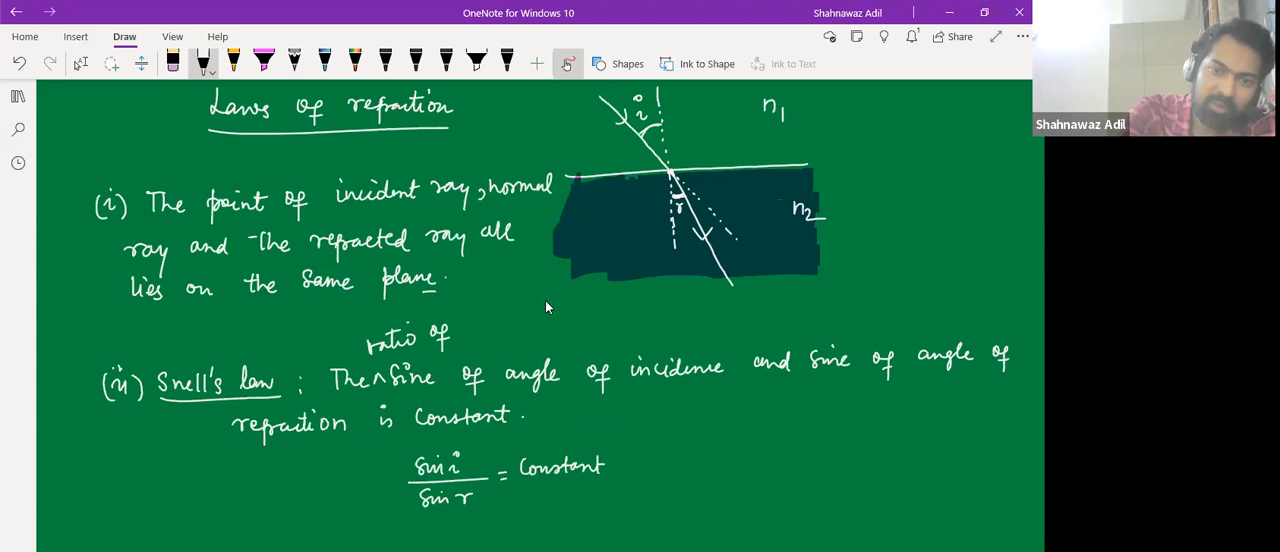 OneNote for Windows 10
Shahnawaz Adil
Home Insert Draw View Help
Share
Shapes
Ink to Shape
Ink to Text
Shahnawaz Adil
Laws of refraction
i
n1
(i) The point of incident ray, normal
ray and the refracted ray all
lies on the same plane.
r
n2
ratio of
(ii) Snell's law : The ^ Sine of angle of incidence and sine of angle of
refraction is constant.
sin i
sin r
= Constant